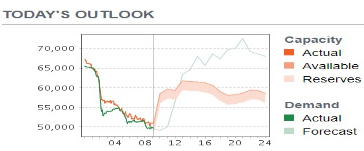 TODAY'S OUTLOOK
Capacity
Actual
Available
Reserves
Demand
Actual
Forecast
70,000
65,000
60,000
55,000
50,000
04 08 12 16 20 24